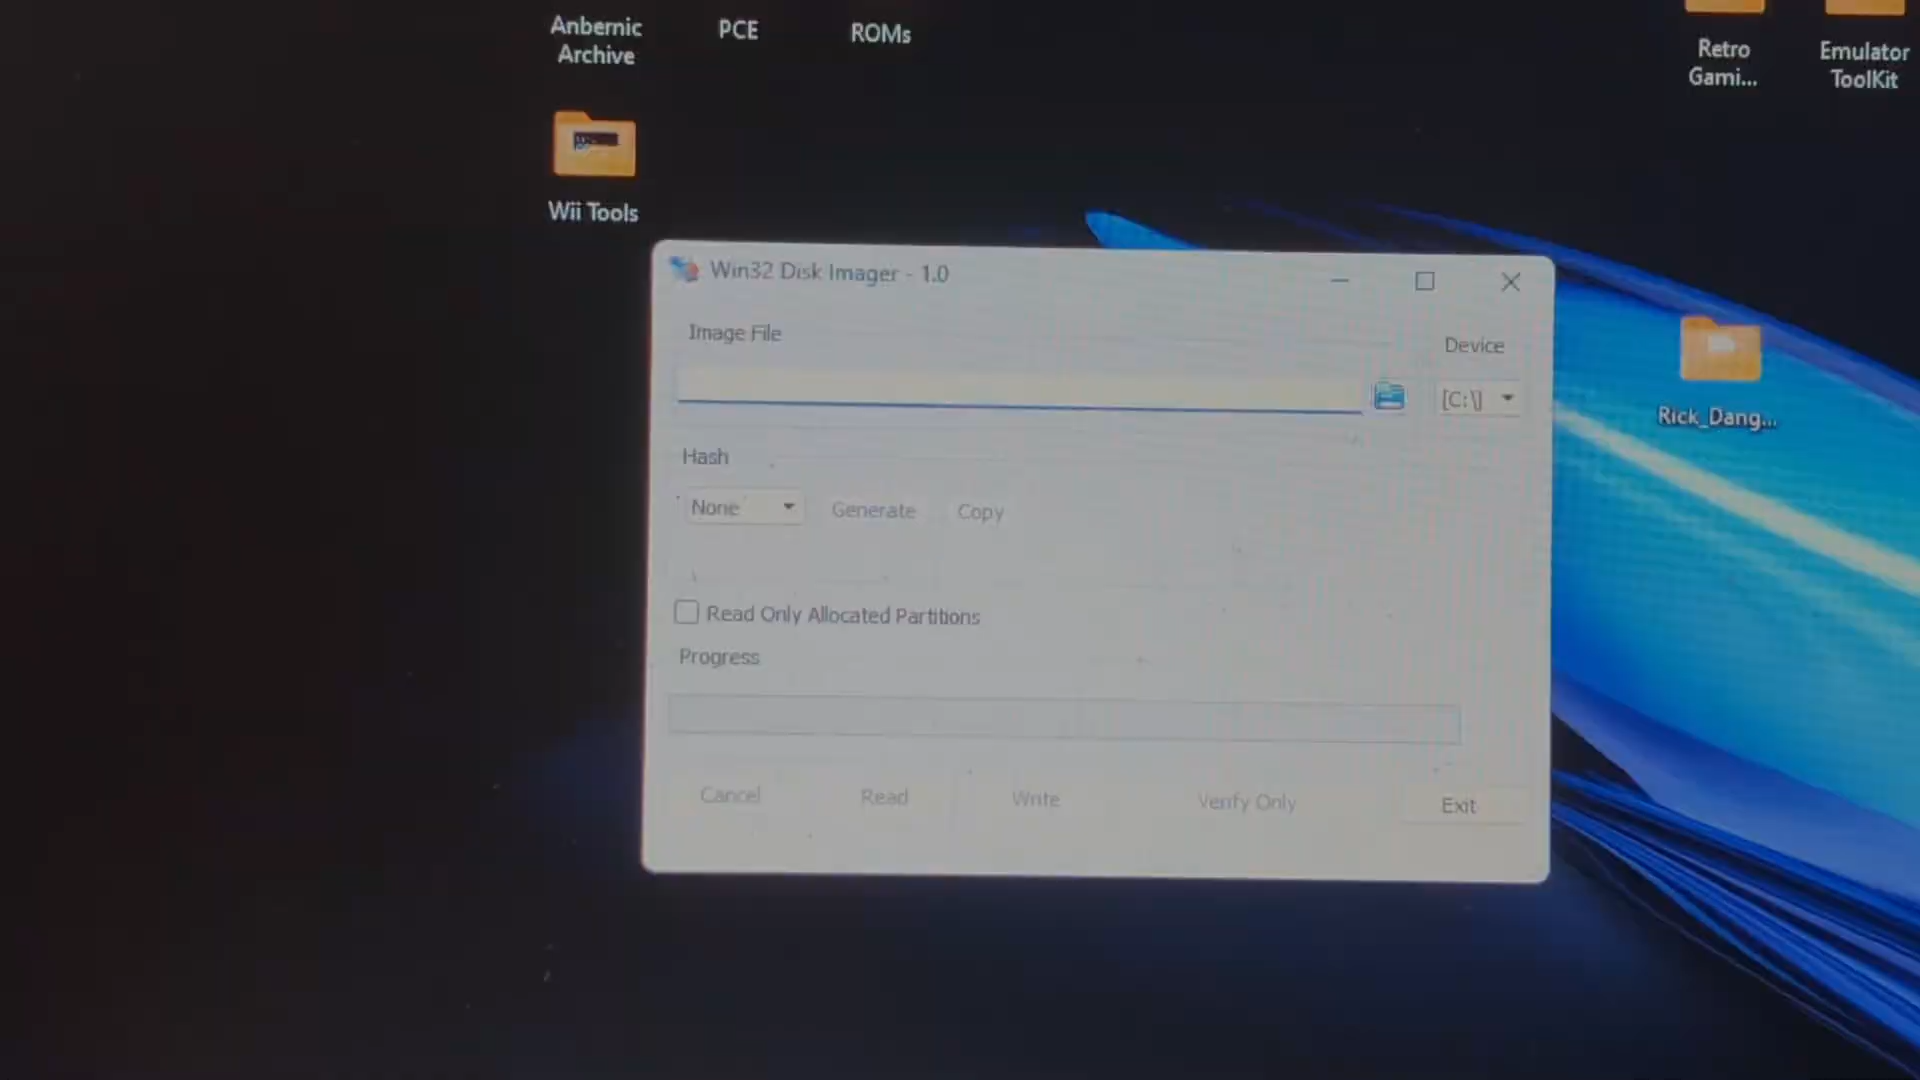 Anbernic
Archive
PCE
ROMs
Retro
Gami...
Emulator
ToolKit
Wii Tools
Win32 Disk Imager - 1.0
Image File
Device
[C:\]
Rick_Dang...
Hash
None
Generate
Copy
Read Only Allocated Partitions
Progress
Cancel
Read
Write
Verify Only
Exit